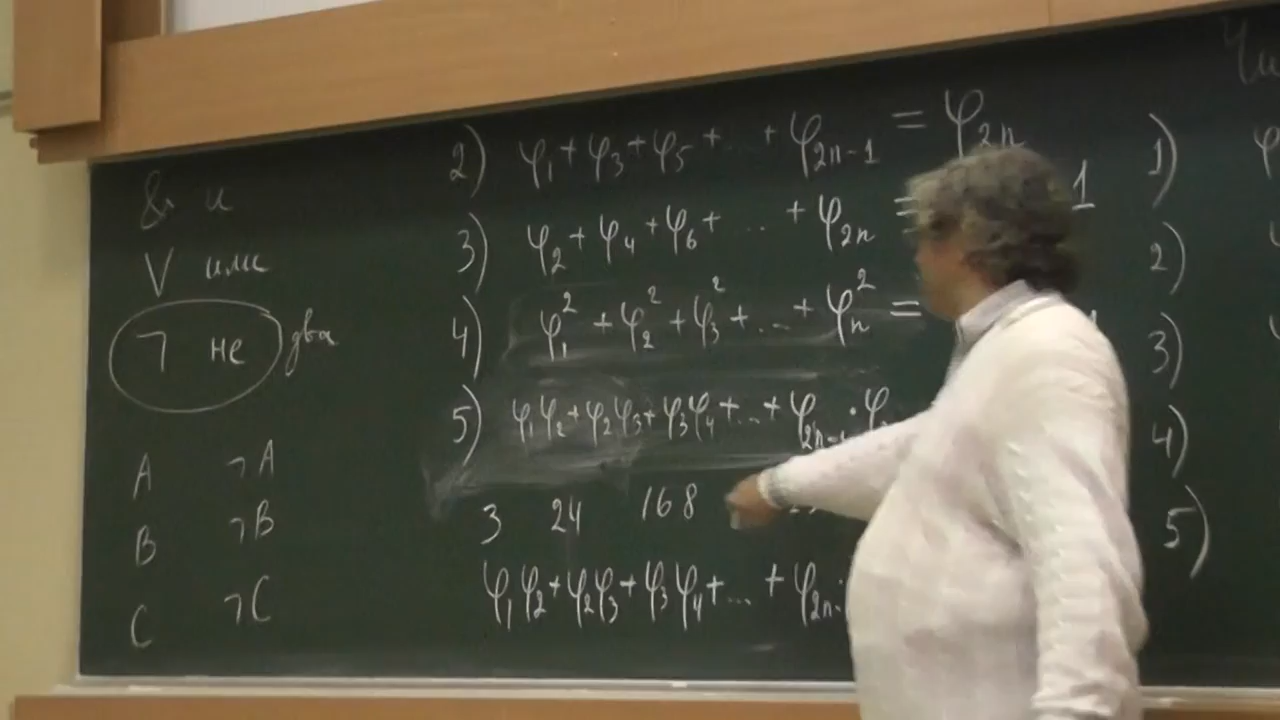 & и
V или
¬ не два
A ¬A
B ¬B
C ¬C
2) φ₁ + φ₃ + φ₅ + ... + φ₂ₙ₋₁ = φ₂ₙ
3) φ₂ + φ₄ + φ₆ + ... + φ₂ₙ = 1
4) φ₁² + φ₂² + φ₃² + ... + φₙ² =
5) φ₁φ₂ + φ₂φ₃ + φ₃φ₄ + ... + φ₂ₙ₋₁ · φ
3 24 168
φ₁φ₂ + φ₂φ₃ + φ₃φ₄ + ... + φ₂ₙ
1) φ
2)
3)
4)
5)